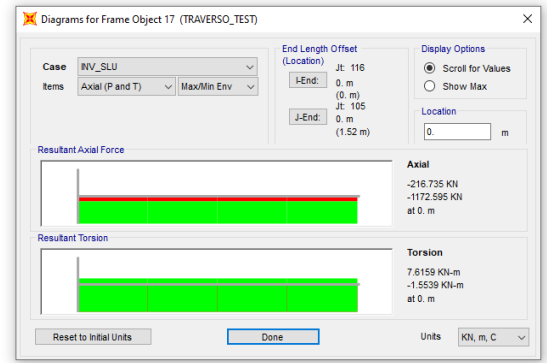 Diagrams for Frame Object 17 (TRAVERSO_TEST)
Case INV_SLU
Items Axial (P and T) Max/Min Env
End Length Offset
(Location)
Jt: 116
I-End: 0. m
(0. m)
Jt: 105
J-End: 0. m
(1.52 m)
Display Options
Scroll for Values
Show Max
Location
0. m
Resultant Axial Force
Axial
-216.735 KN
-1172.595 KN
at 0. m
Resultant Torsion
Torsion
7.6159 KN-m
-1.5539 KN-m
at 0. m
Reset to Initial Units Done Units KN, m, C